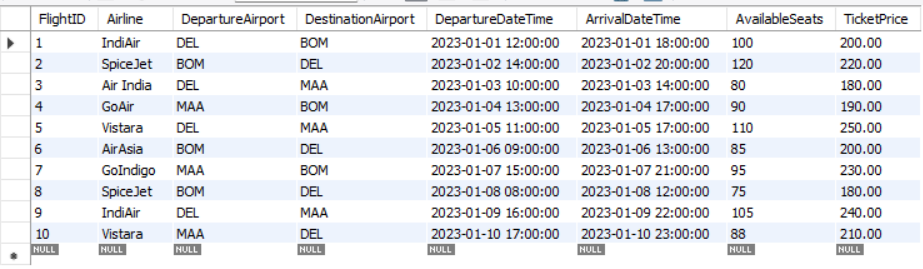 FlightID Airline DepartureAirport DestinationAirport DepartureDateTime ArrivalDateTime AvailableSeats TicketPrice
1 IndiAir DEL BOM 2023-01-01 12:00:00 2023-01-01 18:00:00 100 200.00
2 SpiceJet BOM DEL 2023-01-02 14:00:00 2023-01-02 20:00:00 120 220.00
3 Air India DEL MAA 2023-01-03 10:00:00 2023-01-03 14:00:00 80 180.00
4 GoAir MAA BOM 2023-01-04 13:00:00 2023-01-04 17:00:00 90 190.00
5 Vistara DEL MAA 2023-01-05 11:00:00 2023-01-05 17:00:00 110 250.00
6 AirAsia BOM DEL 2023-01-06 09:00:00 2023-01-06 13:00:00 85 200.00
7 GoIndigo MAA BOM 2023-01-07 15:00:00 2023-01-07 21:00:00 95 230.00
8 SpiceJet BOM DEL 2023-01-08 08:00:00 2023-01-08 12:00:00 75 180.00
9 IndiAir DEL MAA 2023-01-09 16:00:00 2023-01-09 22:00:00 105 240.00
10 Vistara MAA DEL 2023-01-10 17:00:00 2023-01-10 23:00:00 88 210.00
NULL NULL NULL NULL NULL NULL NULL NULL